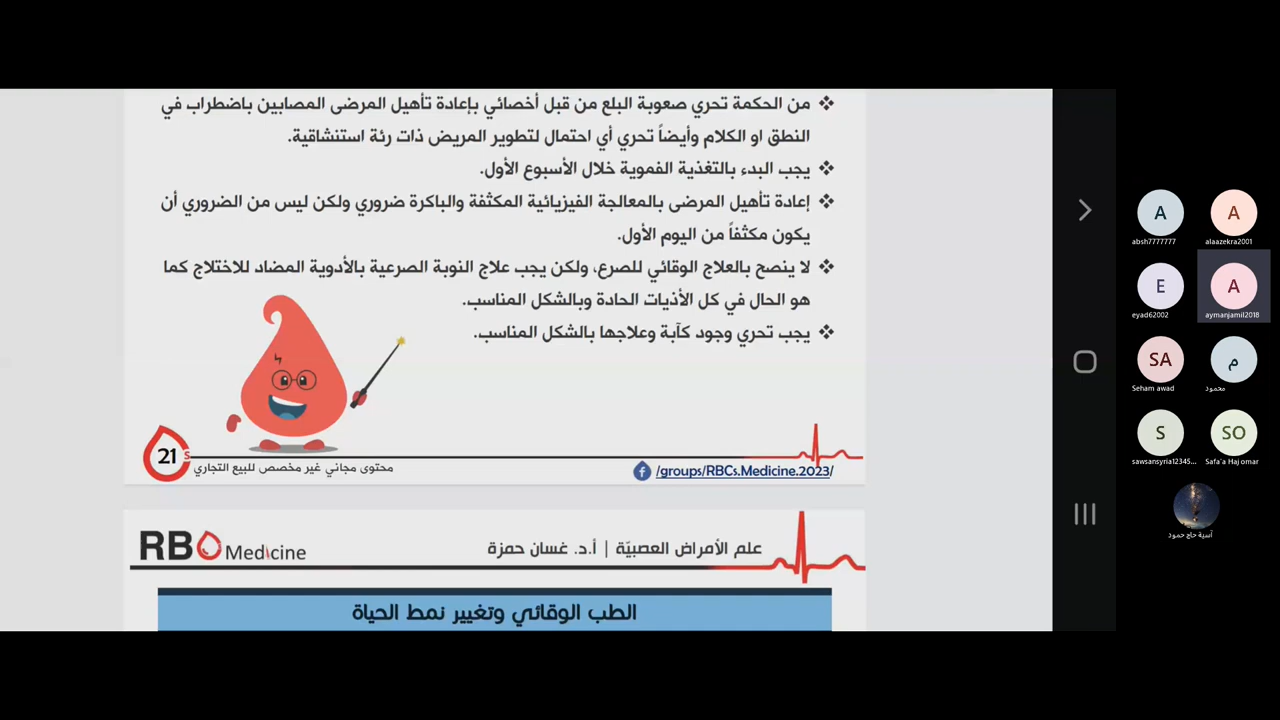 ❖ من الحكمة تحري صعوبة البلع من قبل أخصائي بإعادة تأهيل المرضى المصابين باضطراب في
النطق او الكلام وأيضاً تحري أي احتمال لتطوير المريض ذات رئة استنشاقية.
❖ يجب البدء بالتغذية الفموية خلال الأسبوع الأول.
❖ إعادة تأهيل المرضى بالمعالجة الفيزيائية المكثفة والباكرة ضروري ولكن ليس من الضروري أن
يكون مكثفاً من اليوم الأول.
❖ لا ينصح بالعلاج الوقائي للصرع، ولكن يجب علاج النوبة الصرعية بالأدوية المضاد للاختلاج كما
هو الحال في كل الأذيات الحادة وبالشكل المناسب.
❖ يجب تحري وجود كآبة وعلاجها بالشكل المناسب.
21
s
محتوى مجاني غير مخصص للبيع التجاري
f /groups/RBCs.Medicine.2023/
RB Medicine
علم الأمراض العصبيّة | أ.د. غسان حمزة
الطب الوقائي وتغيير نمط الحياة
A
absh7777777
A
alaazekra2001
E
eyad62002
A
aymanjamil2018
SA
Seham awad
م
محمود
S
sawsansyria12345...
SO
Safa'a Haj omar
آسية حاج حمود